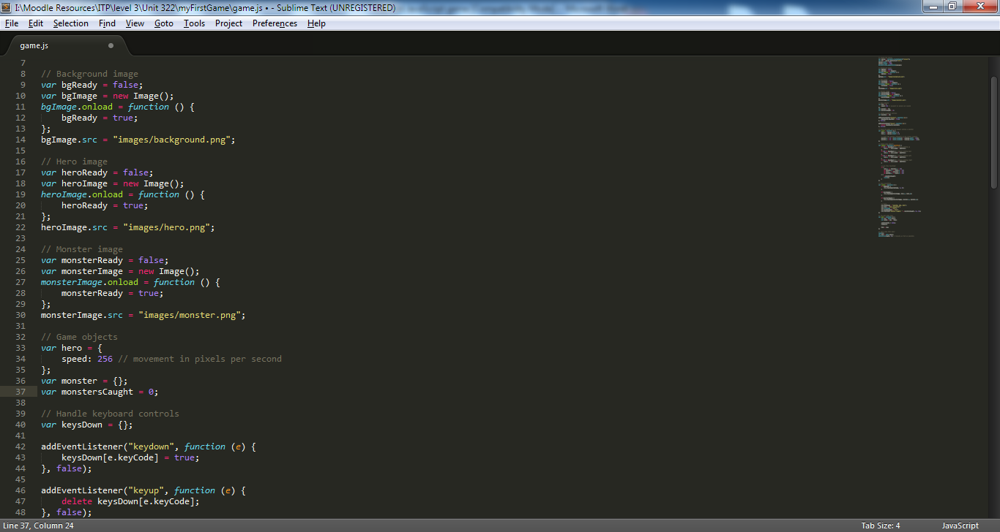 I:\Moodle Resources\ITP\level 3\Unit 322\myFirstGame\game.js • - Sublime Text (UNREGISTERED)
File Edit Selection Find View Goto Tools Project Preferences Help
game.js
7
8 // Background image
9 var bgReady = false;
10 var bgImage = new Image();
11 bgImage.onload = function () {
12     bgReady = true;
13 };
14 bgImage.src = "images/background.png";
15
16 // Hero image
17 var heroReady = false;
18 var heroImage = new Image();
19 heroImage.onload = function () {
20     heroReady = true;
21 };
22 heroImage.src = "images/hero.png";
23
24 // Monster image
25 var monsterReady = false;
26 var monsterImage = new Image();
27 monsterImage.onload = function () {
28     monsterReady = true;
29 };
30 monsterImage.src = "images/monster.png";
31
32 // Game objects
33 var hero = {
34     speed: 256 // movement in pixels per second
35 };
36 var monster = {};
37 var monstersCaught = 0;
38
39 // Handle keyboard controls
40 var keysDown = {};
41
42 addEventListener("keydown", function (e) {
43     keysDown[e.keyCode] = true;
44 }, false);
45
46 addEventListener("keyup", function (e) {
47     delete keysDown[e.keyCode];
48 }, false);
Line 37, Column 24 Tab Size: 4 JavaScript